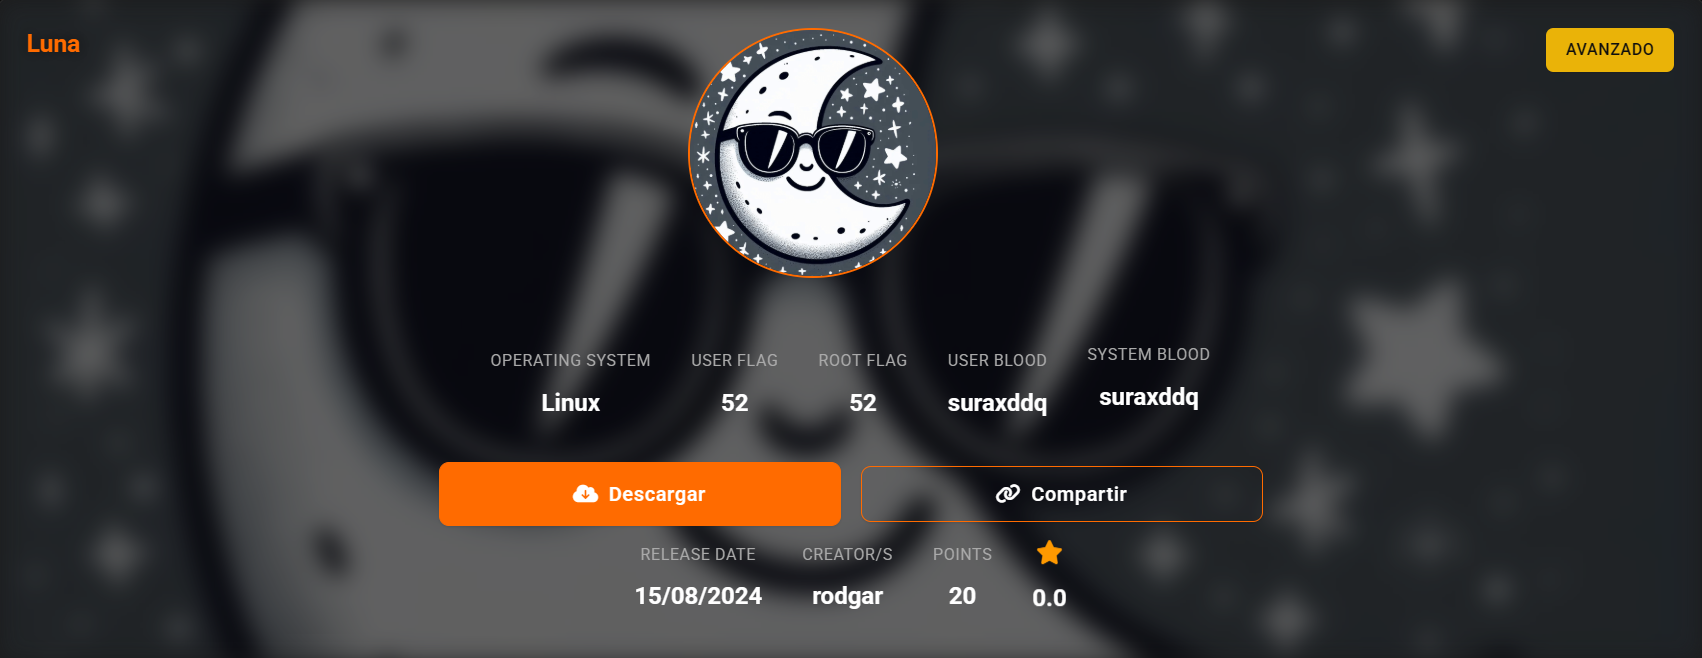 Luna
AVANZADO
OPERATING SYSTEM
Linux
USER FLAG
52
ROOT FLAG
52
USER BLOOD
suraxddq
SYSTEM BLOOD
suraxddq
Descargar
Compartir
RELEASE DATE
15/08/2024
CREATOR/S
rodgar
POINTS
20
0.0